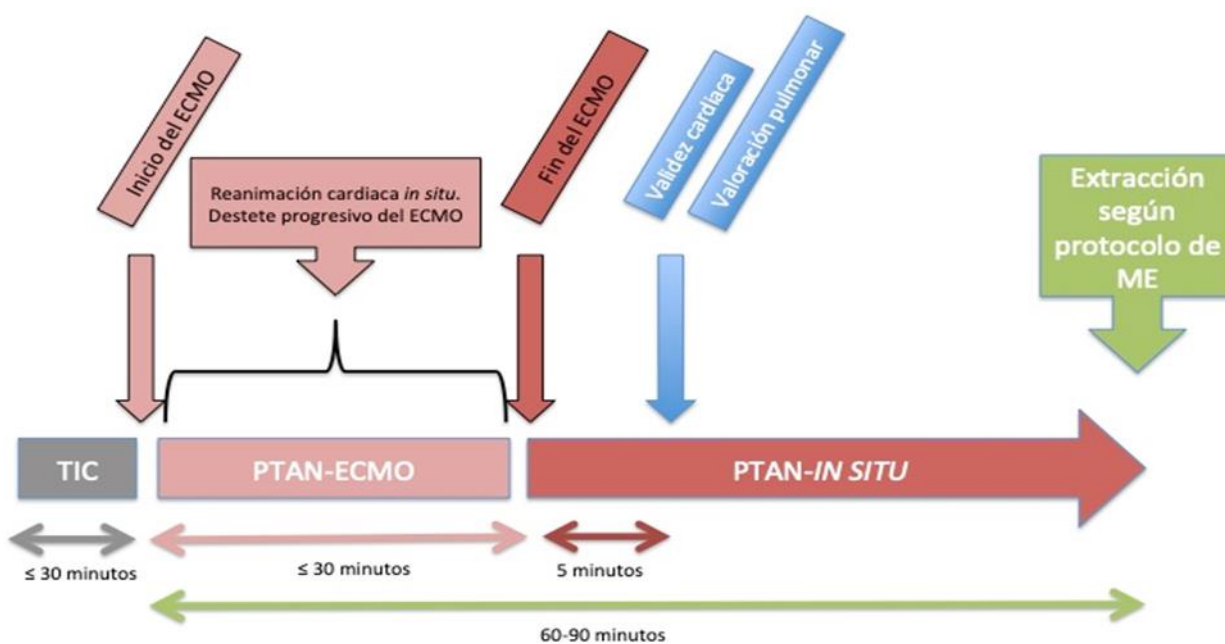 Inicio del ECMO
Reanimación cardiaca in situ.
Destete progresivo del ECMO
Fin del ECMO
Validez cardiaca
Valoración pulmonar
Extracción
según
protocolo de
ME
TIC
PTAN-ECMO
PTAN-IN SITU
≤ 30 minutos
≤ 30 minutos
5 minutos
60-90 minutos